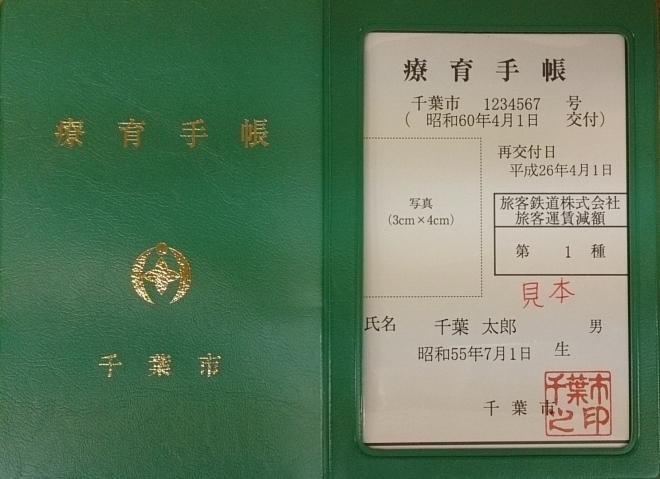 療育手帳
千葉市
療育手帳
千葉市 1234567 号
( 昭和60年4月1日 交付)
再交付日
平成26年4月1日
写真
(3cm×4cm)
旅客鉄道株式会社
旅客運賃減額
第 1 種
見本
氏名 千葉 太郎 男
昭和55年7月1日 生
千葉市
千葉市
之印